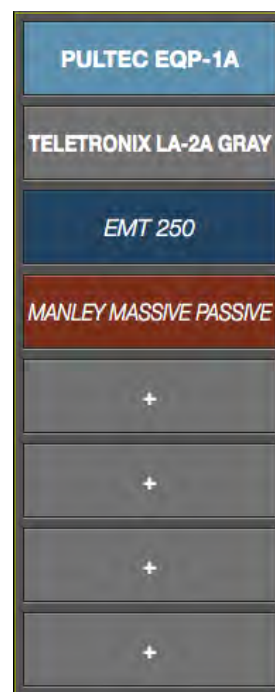 PULTEC EQP-1A
TELETRONIX LA-2A GRAY
EMT 250
MANLEY MASSIVE PASSIVE
+
+
+
+